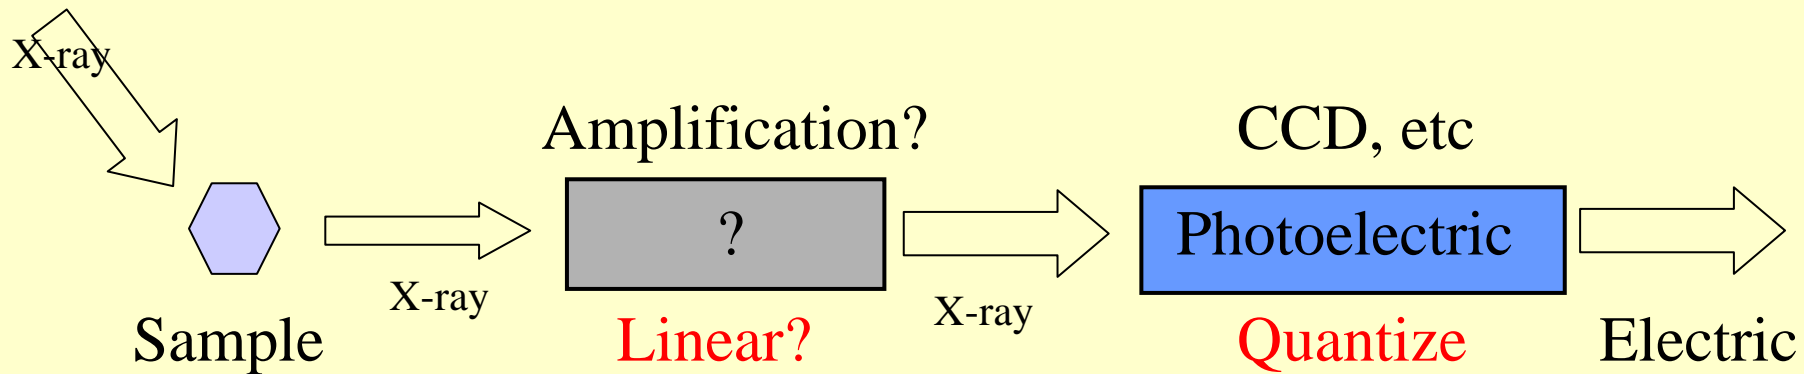 X-ray
Amplification?
CCD, etc
?
Photoelectric
X-ray
X-ray
Sample
Linear?
Quantize
Electric